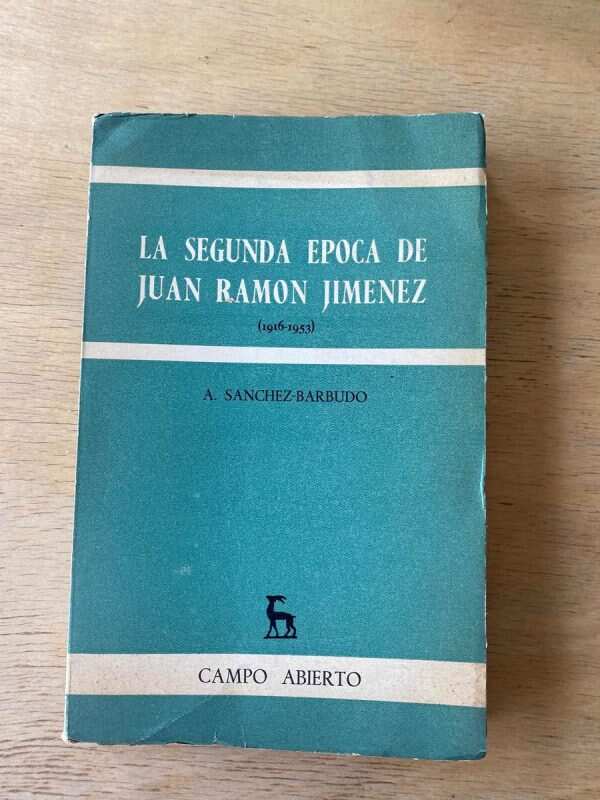 LA SEGUNDA EPOCA DE
JUAN RAMON JIMENEZ
(1916-1953)
A. SANCHEZ-BARBUDO
CAMPO ABIERTO